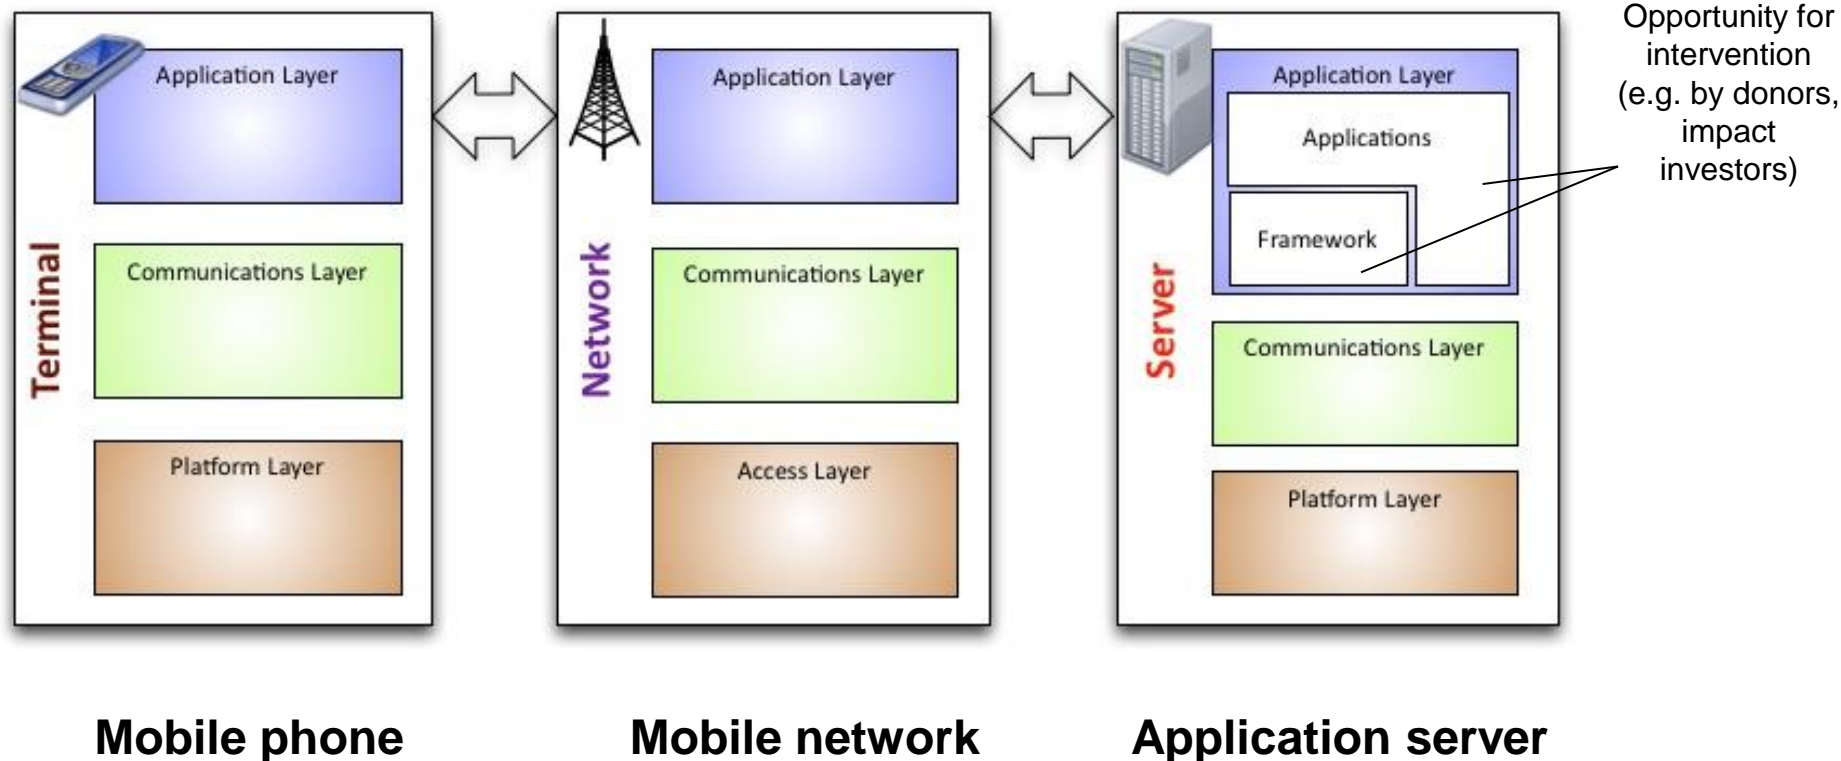 Terminal
Application Layer
Communications Layer
Platform Layer
Network
Application Layer
Communications Layer
Access Layer
Server
Application Layer
Applications
Framework
Communications Layer
Platform Layer
Opportunity for
intervention
(e.g. by donors,
impact
investors)
Mobile phone
Mobile network
Application server